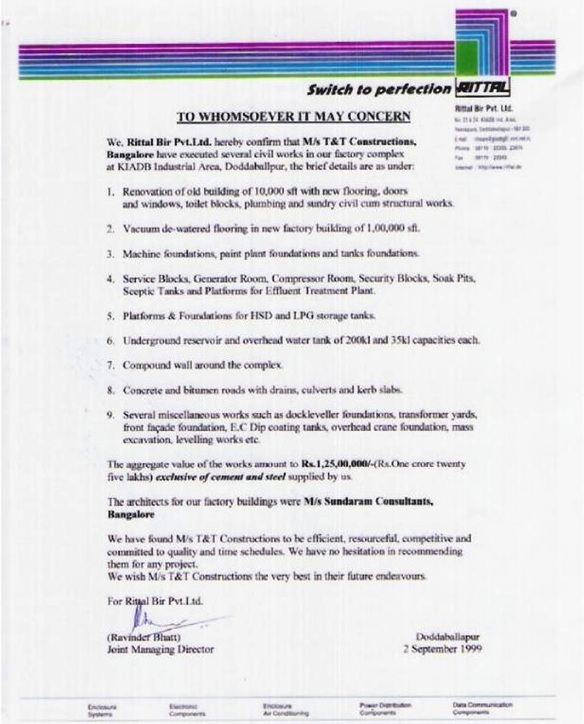 Switch to perfection RITTAL
Rittal Bir Pvt. Ltd.
TO WHOMSOEVER IT MAY CONCERN
We, Rittal Bir Pvt.Ltd. hereby confirm that M/s T&T Constructions,
Bangalore have executed several civil works in our factory complex
at KIADB Industrial Area, Doddaballpur, the brief details are as under:
1. Renovation of old building of 10,000 sft with new flooring, doors
and windows, toilet blocks, plumbing and sundry civil cum structural works.
2. Vacuum de-watered flooring in new factory building of 1,00,000 sft.
3. Machine foundations, paint plant foundations and tanks foundations.
4. Service Blocks, Generator Room, Compressor Room, Security Blocks, Soak Pits,
Sceptic Tanks and Platforms for Effluent Treatment Plant.
5. Platforms & Foundations for HSD and LPG storage tanks.
6. Underground reservoir and overhead water tank of 200kl and 35kl capacities each.
7. Compound wall around the complex.
8. Concrete and bitumen roads with drains, culverts and kerb slabs.
9. Several miscellaneous works such as dockleveller foundations, transformer yards,
front façade foundation, E.C Dip coating tanks, overhead crane foundation, mass
excavation, levelling works etc.
The aggregate value of the works amount to Rs.1,25,00,000/-(Rs.One crore twenty
five lakhs) exclusive of cement and steel supplied by us.
The architects for our factory buildings were M/s Sundaram Consultants,
Bangalore
We have found M/s T&T Constructions to be efficient, resourceful, competitive and
committed to quality and time schedules. We have no hesitation in recommending
them for any project.
We wish M/s T&T Constructions the very best in their future endeavours.
For Rittal Bir Pvt.Ltd.
(Ravinder Bhatt)
Joint Managing Director
Doddaballapur
2 September 1999
Enclosure
Systems
Electronic
Components
Enclosure
Air Conditioning
Power Distribution
Components
Data Communication
Components